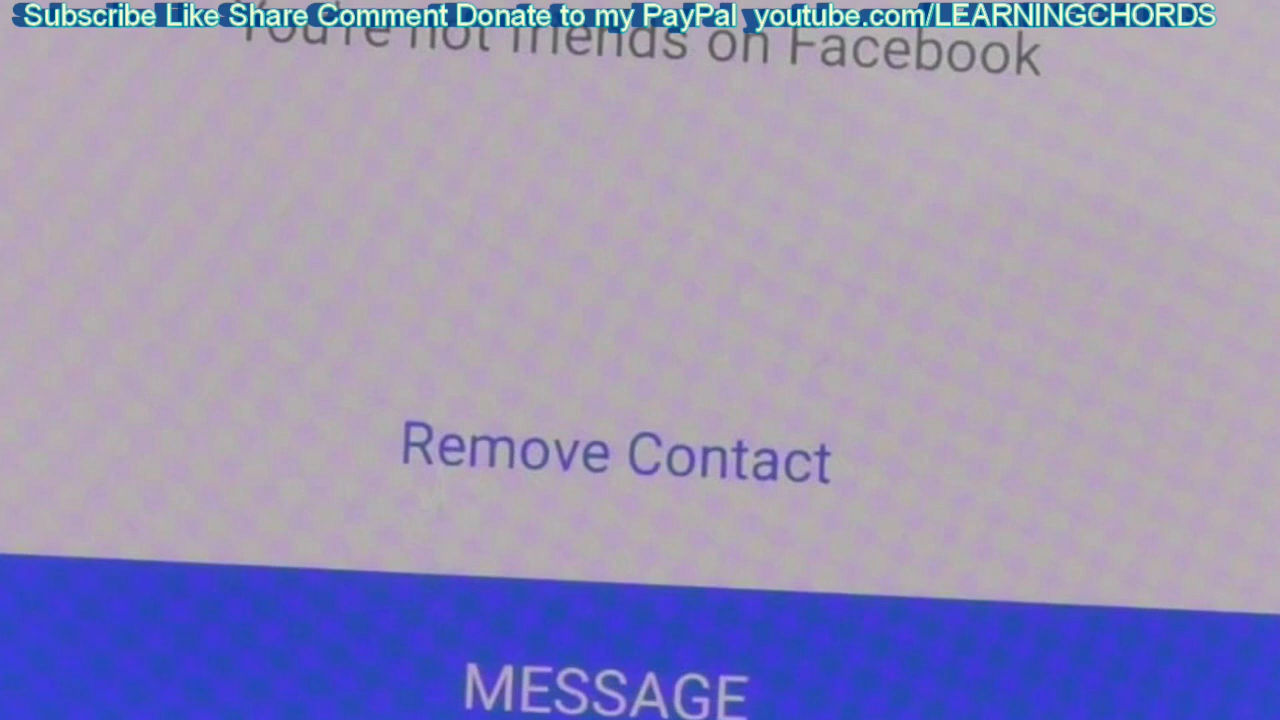 Subscribe Like Share Comment Donate to my PayPal youtube.com/LEARNINGCHORDS
You're not friends on Facebook
Remove Contact
MESSAGE